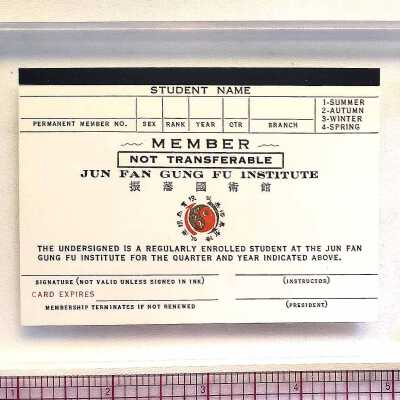 STUDENT NAME
PERMANENT MEMBER NO. SEX RANK YEAR QTR BRANCH
1-SUMMER
2-AUTUMN
3-WINTER
4-SPRING
MEMBER
NOT TRANSFERABLE
JUN FAN GUNG FU INSTITUTE
振藩國術館
THE UNDERSIGNED IS A REGULARLY ENROLLED STUDENT AT THE JUN FAN
GUNG FU INSTITUTE FOR THE QUARTER AND YEAR INDICATED ABOVE.
SIGNATURE (NOT VALID UNLESS SIGNED IN INK) (INSTRUCTOR)
CARD EXPIRES
MEMBERSHIP TERMINATES IF NOT RENEWED (PRESIDENT)
1 2 3 4 5